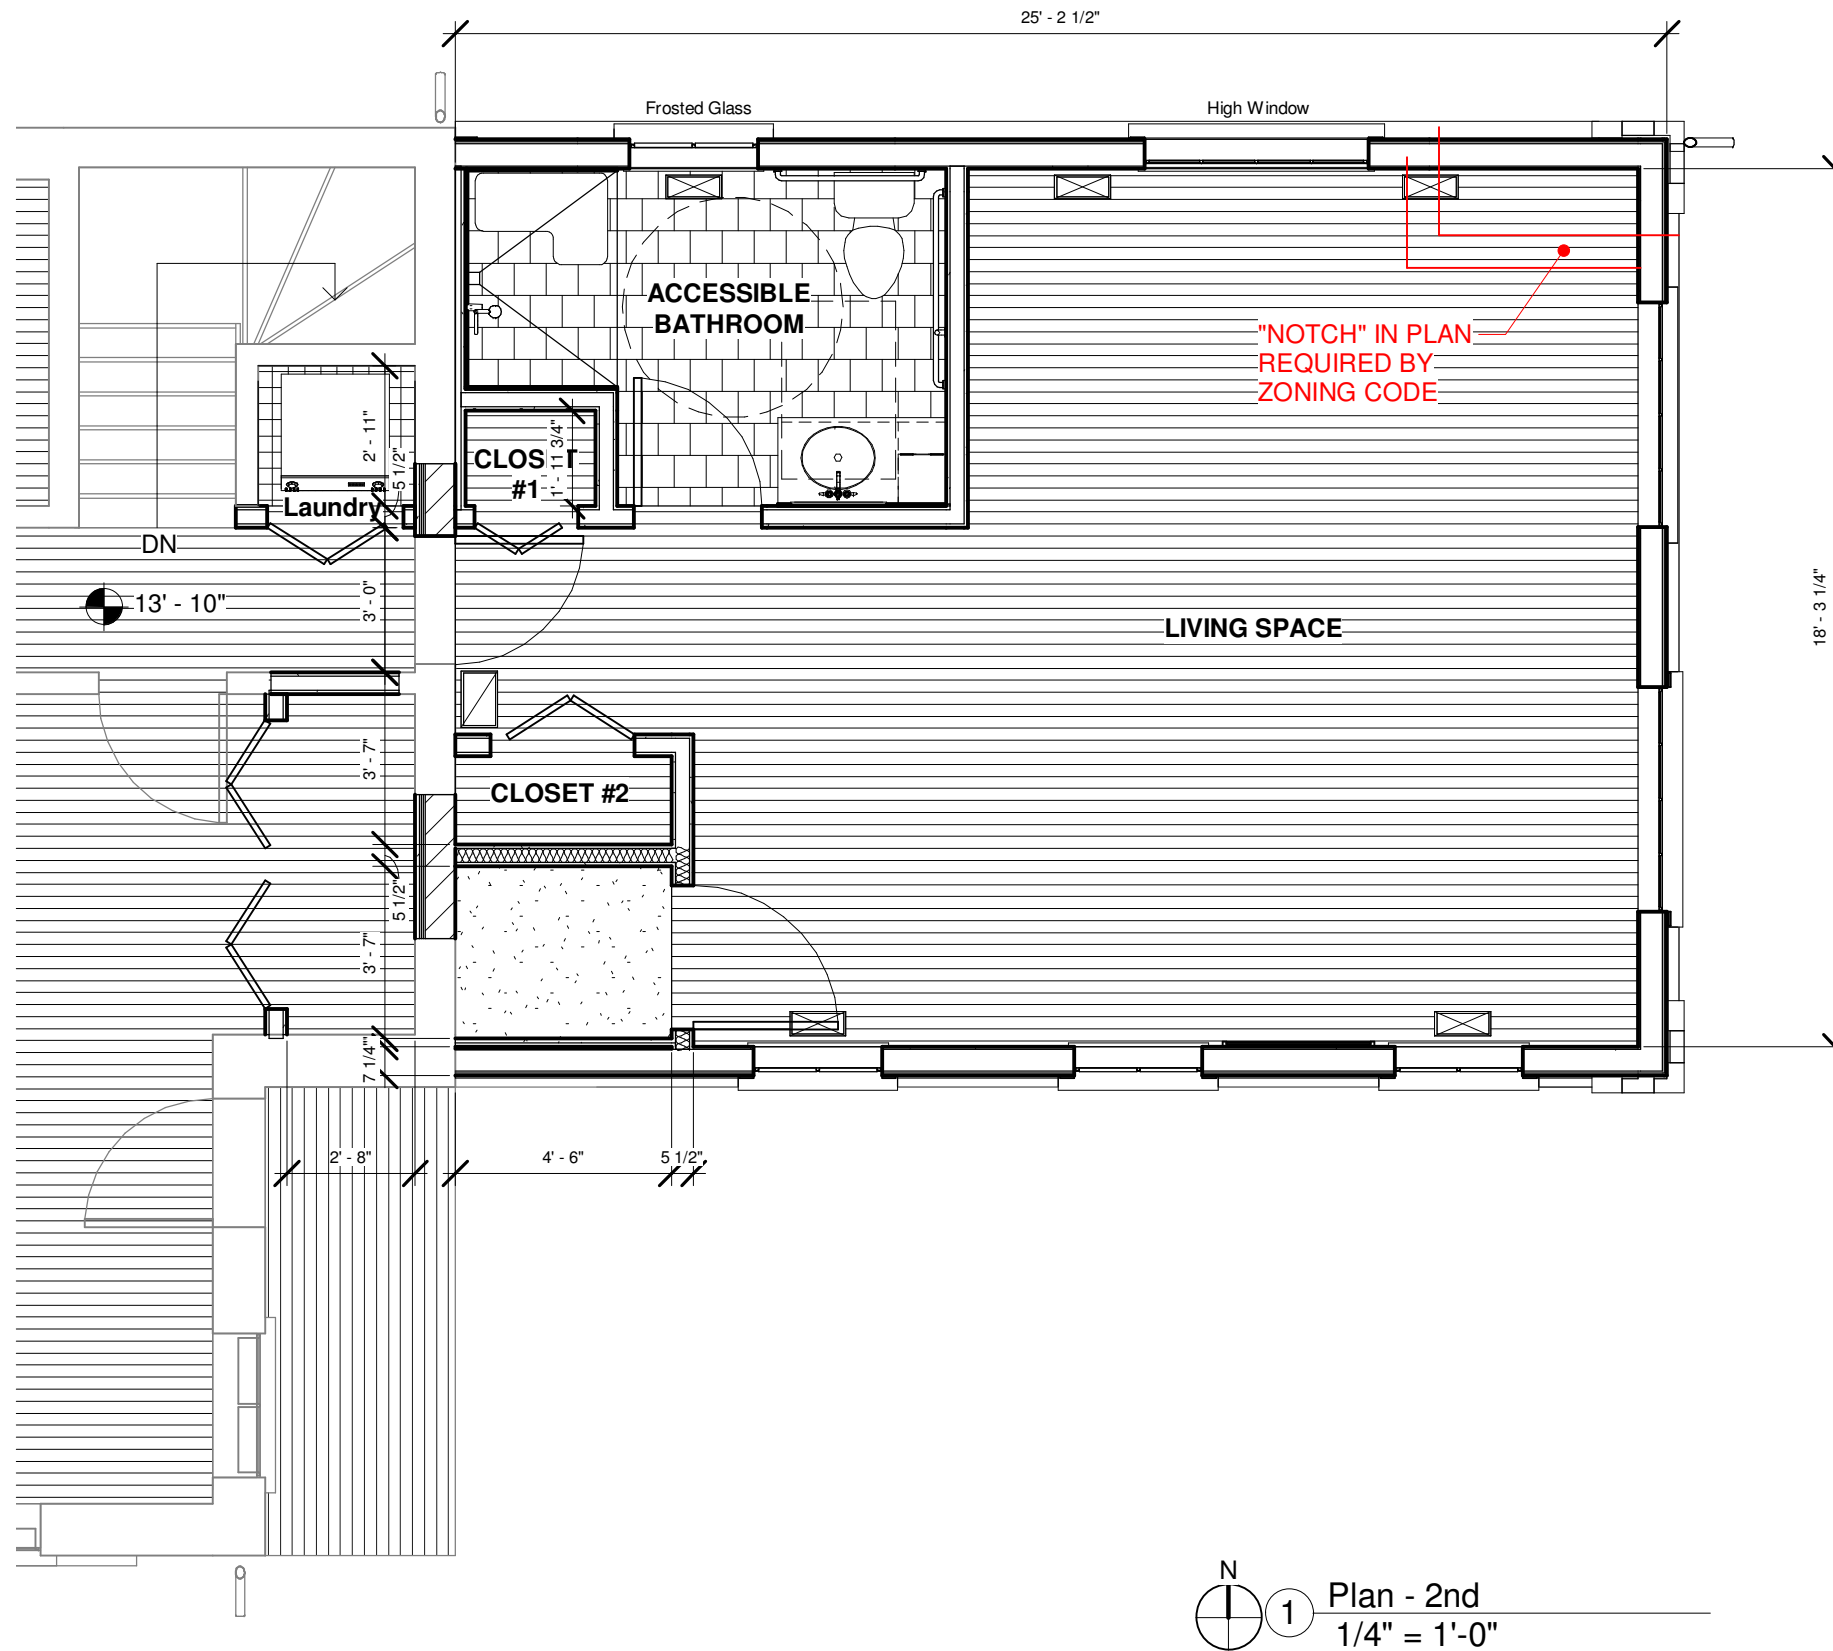 25' - 2 1/2"
Frosted Glass
High Window
ACCESSIBLE
BATHROOM
"NOTCH" IN PLAN
REQUIRED BY
ZONING CODE
2' - 11"
5 1/2"
1' - 11 3/4"
CLOS T
#1
Laundry
DN
13' - 10"
3' - 0"
LIVING SPACE
18' - 3 1/4"
3' - 7"
CLOSET #2
5 1/2"
3' - 7"
7 1/4"
2' - 8"
4' - 6"
5 1/2"
N
1
Plan - 2nd
1/4" = 1'-0"